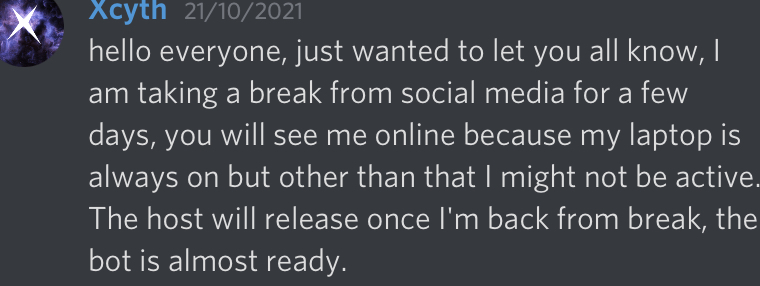 Xcyth 21/10/2021
hello everyone, just wanted to let you all know, I
am taking a break from social media for a few
days, you will see me online because my laptop is
always on but other than that I might not be active.
The host will release once I'm back from break, the
bot is almost ready.